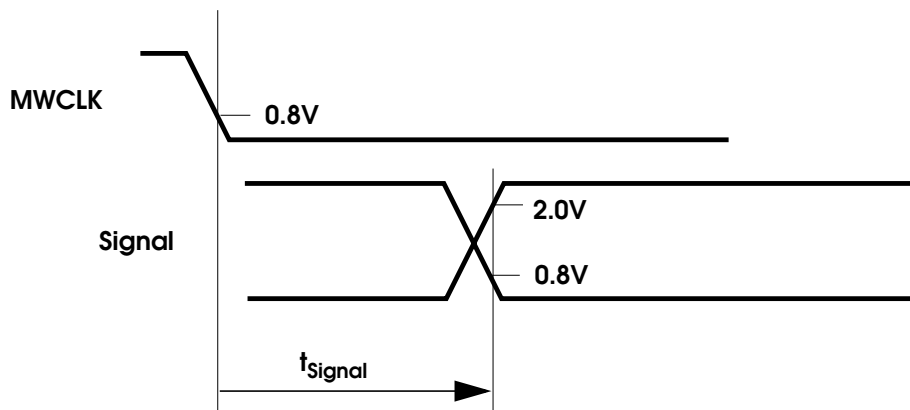 MWCLK
0.8V
Signal
2.0V
0.8V
tSignal